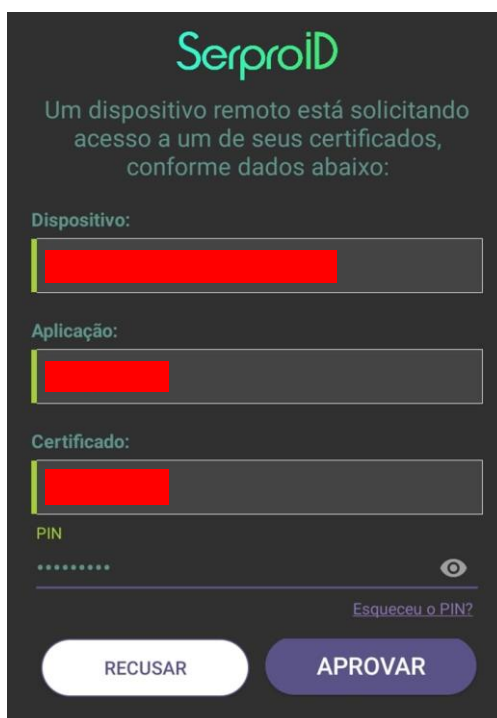 SerproiD
Um dispositivo remoto está solicitando
acesso a um de seus certificados,
conforme dados abaixo:
Dispositivo:
Aplicação:
Certificado:
PIN
•••••••••
Esqueceu o PIN?
RECUSAR
APROVAR